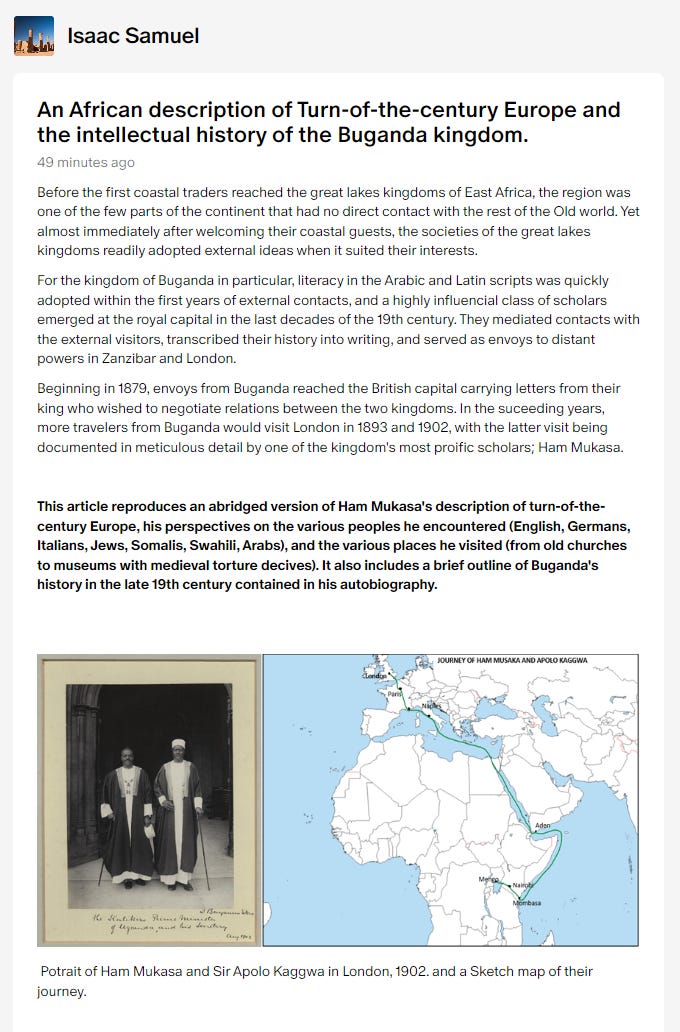 Isaac Samuel
An African description of Turn-of-the-century Europe and
the intellectual history of the Buganda kingdom.
49 minutes ago
Before the first coastal traders reached the great lakes kingdoms of East Africa, the region was
one of the few parts of the continent that had no direct contact with the rest of the Old world. Yet
almost immediately after welcoming their coastal guests, the societies of the great lakes
kingdoms readily adopted external ideas when it suited their interests.
For the kingdom of Buganda in particular, literacy in the Arabic and Latin scripts was quickly
adopted within the first years of external contacts, and a highly influential class of scholars
emerged at the royal capital in the last decades of the 19th century. They mediated contacts with
the external visitors, transcribed their history into writing, and served as envoys to distant
powers in Zanzibar and London.
Beginning in 1879, envoys from Buganda reached the British capital carrying letters from their
king who wished to negotiate relations between the two kingdoms. In the suceeding years,
more travelers from Buganda would visit London in 1893 and 1902, with the latter visit being
documented in meticulous detail by one of the kingdom's most proific scholars; Ham Mukasa.
This article reproduces an abridged version of Ham Mukasa's description of turn-of-the-
century Europe, his perspectives on the various peoples he encountered (English, Germans,
Italians, Jews, Somalis, Swahili, Arabs), and the various places he visited (from old churches
to museums with medieval torture decives). It also includes a brief outline of Buganda's
history in the late 19th century contained in his autobiography.
JOURNEY OF HAM MUSAKA AND APOLO KAGGWA
London
Paris
Naples
Aden
Mengo
Nairobi
Mombasa
The Katikiro Prime Minister
of Uganda, and his Secretary
Potrait of Ham Mukasa and Sir Apolo Kaggwa in London, 1902. and a Sketch map of their
journey.